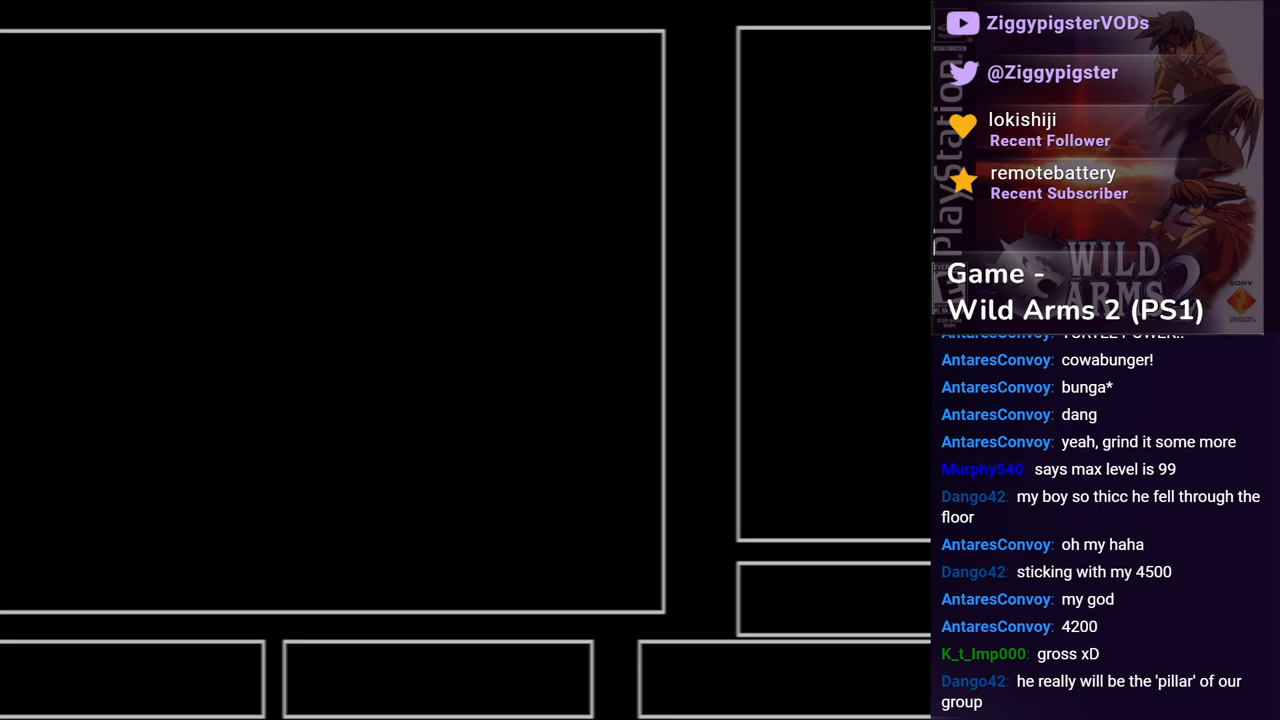 ZiggypigsterVODs
@Ziggypigster
lokishiji
Recent Follower
remotebattery
Recent Subscriber
PlayStation
WILD
ARMS 2
SONY
Game -
Wild Arms 2 (PS1)
AntaresConvoy: cowabunger!
AntaresConvoy: bunga*
AntaresConvoy: dang
AntaresConvoy: yeah, grind it some more
Murphy540 says max level is 99
Dango42: my boy so thicc he fell through the
floor
AntaresConvoy: oh my haha
Dango42: sticking with my 4500
AntaresConvoy: my god
AntaresConvoy: 4200
K_t_Imp000: gross xD
Dango42: he really will be the 'pillar' of our
group